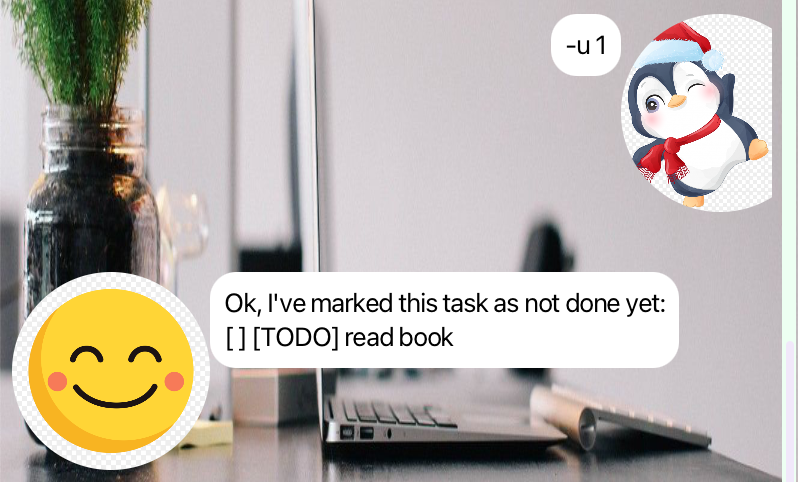 -u 1
Ok, I've marked this task as not done yet:
[ ] [TODO] read book